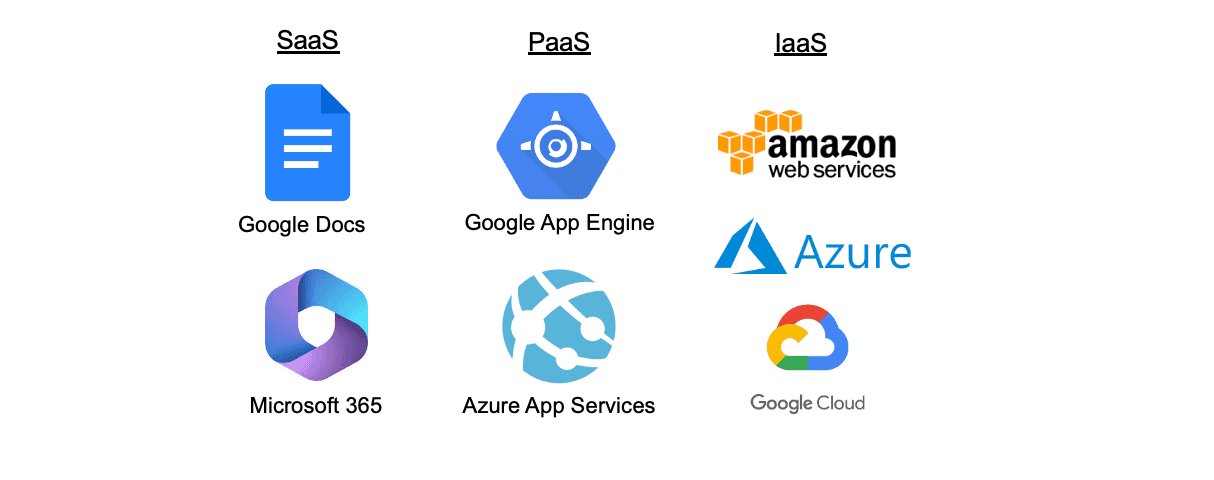 SaaS
Google Docs
Microsoft 365
PaaS
Google App Engine
Azure App Services
IaaS
amazon
web services
Azure
Google Cloud